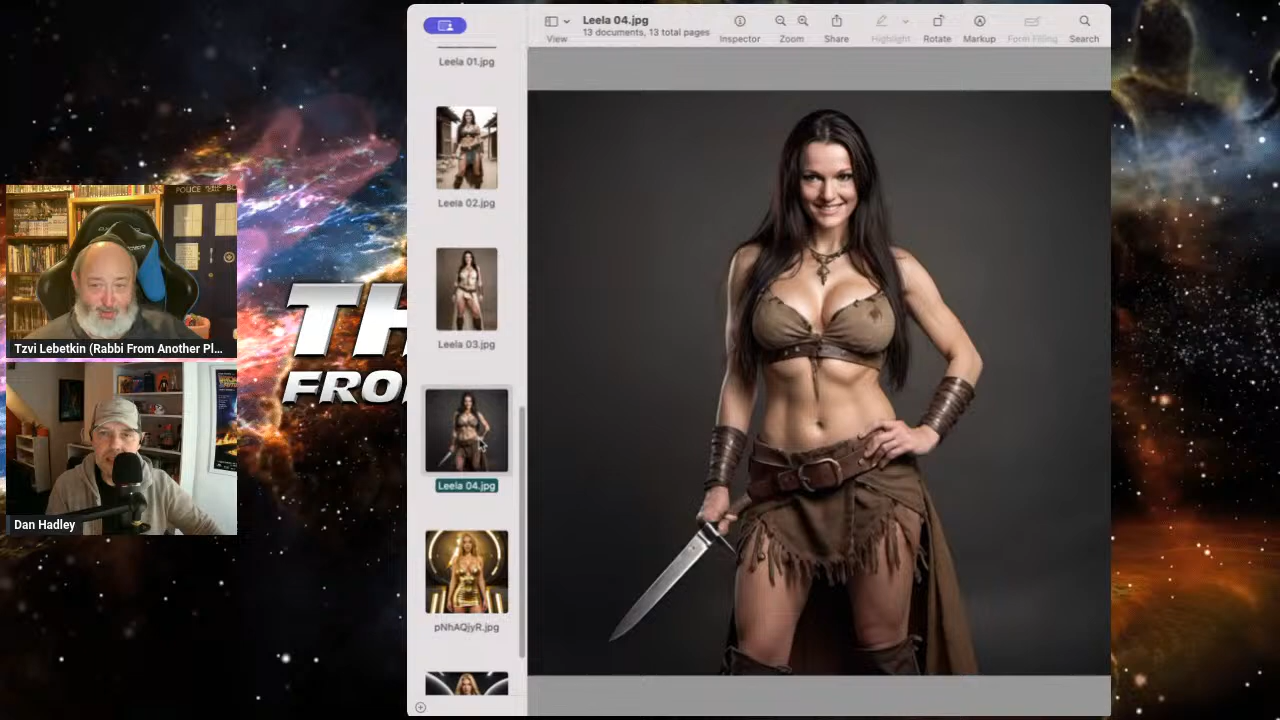 Leela 04.jpg
13 documents, 13 total pages
View
Inspector
Zoom
Share
Highlight
Rotate
Markup
Form Filling
Search
Leela 01.jpg
Leela 02.jpg
Leela 03.jpg
Leela 04.jpg
pNhAQjyR.jpg
POLICE
BO
Tzvi Lebetkin (Rabbi From Another Pl...
Dan Hadley
TH
FRO